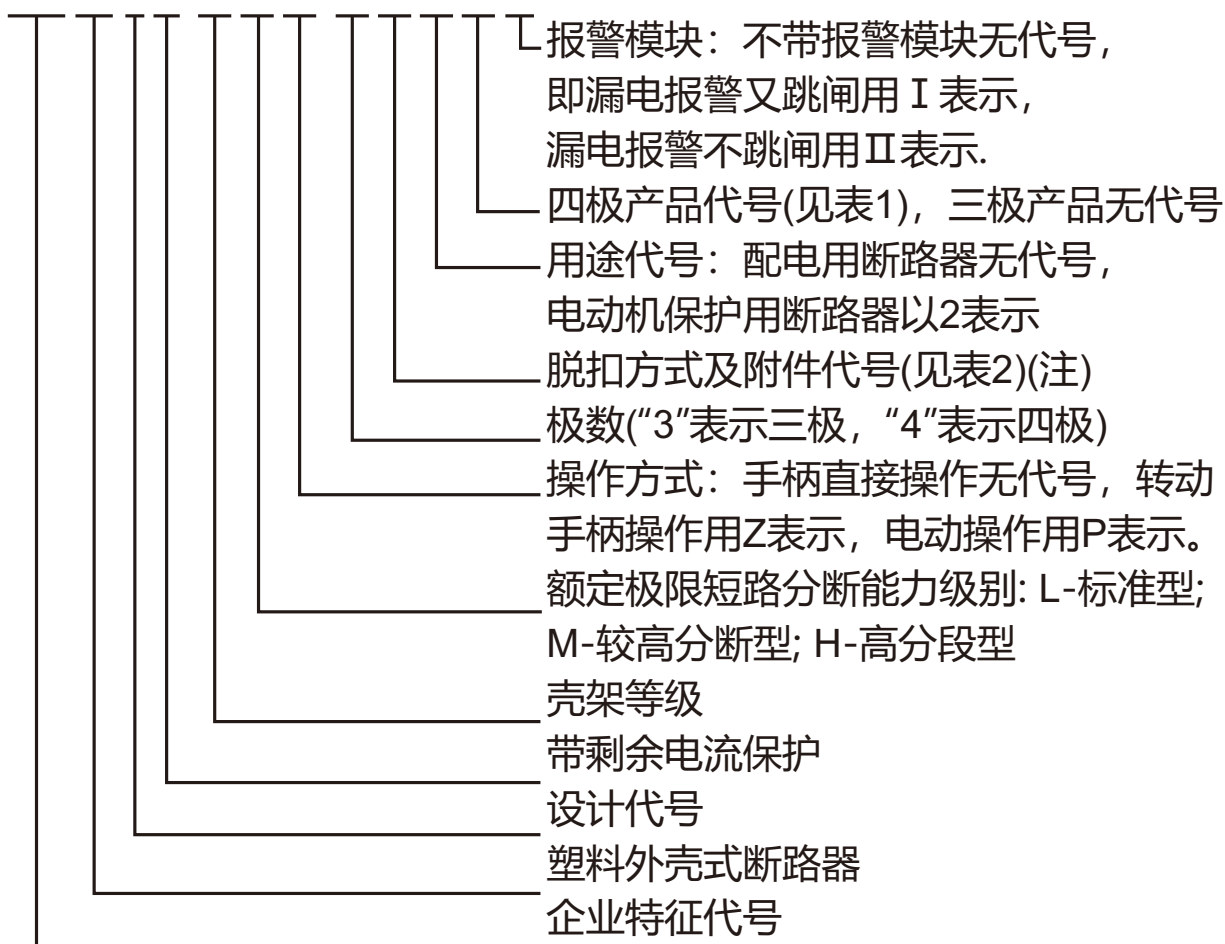 报警模块：不带报警模块无代号，
即漏电报警又跳闸用Ⅰ表示，
漏电报警不跳闸用Ⅱ表示.
四极产品代号(见表1)，三极产品无代号
用途代号：配电用断路器无代号，
电动机保护用断路器以2表示
脱扣方式及附件代号(见表2)(注)
极数(“3”表示三极，“4”表示四极)
操作方式：手柄直接操作无代号，转动
手柄操作用Z表示，电动操作用P表示。
额定极限短路分断能力级别: L-标准型;
M-较高分断型; H-高分段型
壳架等级
带剩余电流保护
设计代号
塑料外壳式断路器
企业特征代号